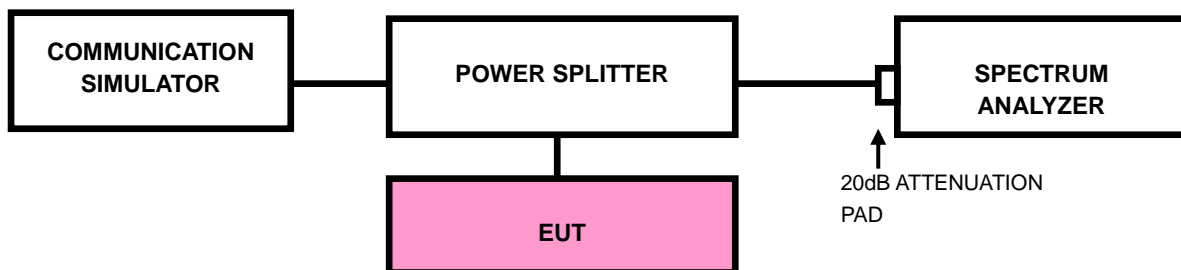 COMMUNICATION
SIMULATOR
POWER SPLITTER
SPECTRUM
ANALYZER
20dB ATTENUATION
PAD
EUT